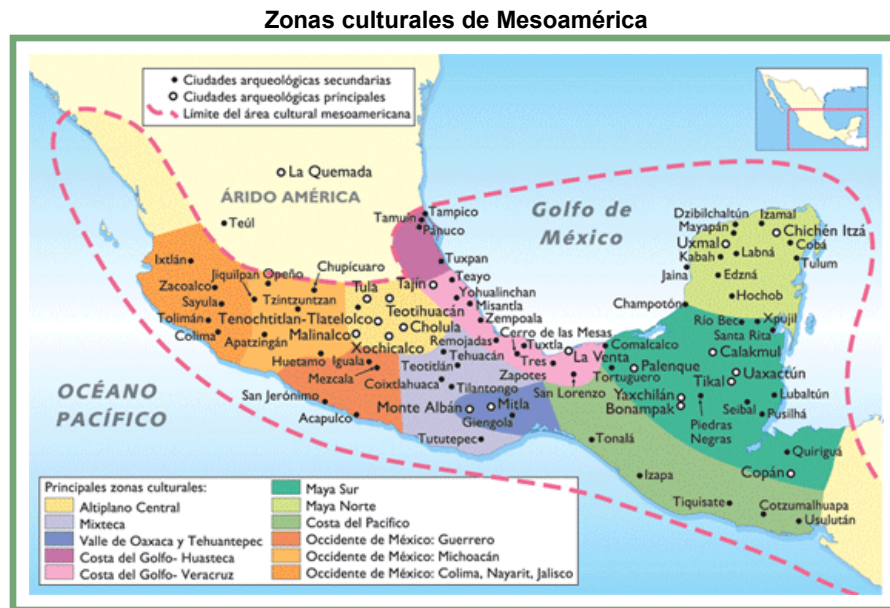 Zonas culturales de Mesoamérica
Ciudades arqueológicas secundarias
Ciudades arqueológicas principales
Límite del área cultural mesoamericana
La Quemada
ÁRIDO AMÉRICA
Teúl
Tamuín
Tampico
Pánuco
Golfo de
México
Dzibilchaltún
Izamal
Mayapán
Chichén Itzá
Uxmal
Cobá
Kabah
Labná
Tulum
Jaina
Edzná
Hochob
Champotón
Ixtlán
Jiquilpan
Opeño
Chupícuaro
Tuxpan
Zacoalco
Tzintzuntzan
Tula
Tajín
Teayo
Yohualinchan
Sayula
Teotihuacán
Misantla
Tenochtitlan-Tlatelolco
Zempoala
Tolimán
Malinalco
Cholula
Colima
Apatzingán
Xochicalco
Remojadas
Cerro de las Mesas
Tuxtla
Comalcalco
Río Bec
Xpujil
Santa Rita
Calakmul
Huetamo
Iguala
Tehuacán
Tres
Zapotes
La Venta
Palenque
Uaxactún
Mezcala
Teotitlán
Coixtlahuaca
Tilantongo
San Lorenzo
Tortuguero
Tikal
OCÉANO
PACÍFICO
San Jerónimo
Acapulco
Monte Albán
Mitla
Giengola
Yaxchilán
Bonampak
Piedras
Negras
Seibal
Lubaltún
Pusilhá
Tututepec
Tonalá
Quiriguá
Izapa
Copán
Tiquisate
Cotzumalhuapa
Usulután
Principales zonas culturales:
Altiplano Central
Mixteca
Valle de Oaxaca y Tehuantepec
Costa del Golfo- Huasteca
Costa del Golfo- Veracruz
Maya Sur
Maya Norte
Costa del Pacífico
Occidente de México: Guerrero
Occidente de México: Michoacán
Occidente de México: Colima, Nayarit, Jalisco